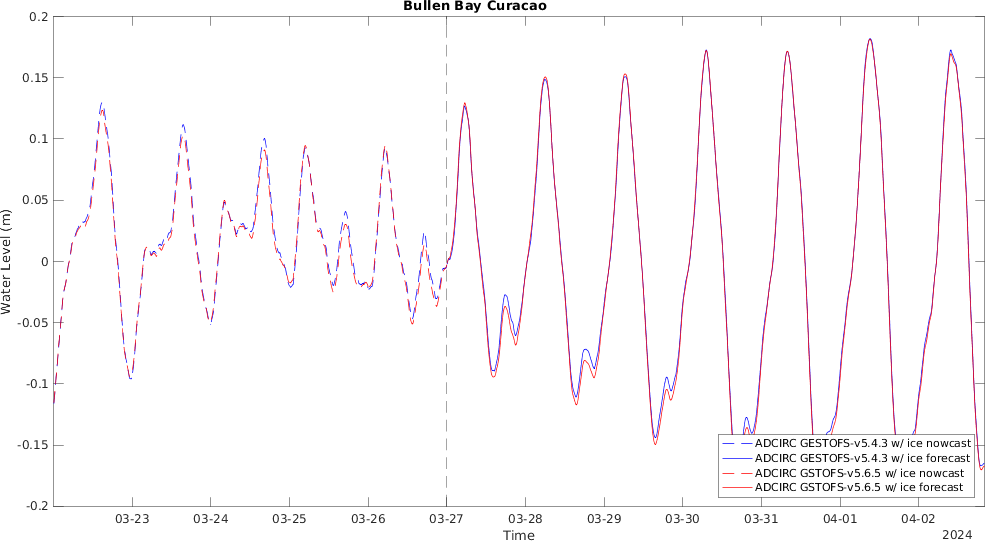 Bullen Bay Curacao
0.2
0.15
0.1
0.05
0
-0.05
-0.1
-0.15
-0.2
Water Level (m)
ADCIRC GESTOFS-v5.4.3 w/ ice nowcast
ADCIRC GESTOFS-v5.4.3 w/ ice forecast
ADCIRC GSTOFS-v5.6.5 w/ ice nowcast
ADCIRC GSTOFS-v5.6.5 w/ ice forecast
03-23 03-24 03-25 03-26 03-27 03-28 03-29 03-30 03-31 04-01 04-02
Time
2024